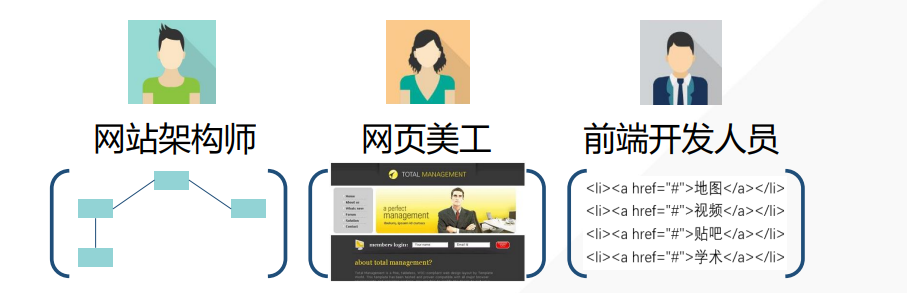 网站架构师
网页美工
前端开发人员
TOTAL MANAGEMENT
Home
About us
Whats new
Forum
Solution
Contact
a perfect
management
members login:
about total management?
<li><a href="#">地图</a></li>
<li><a href="#">视频</a></li>
<li><a href="#">贴吧</a></li>
<li><a href="#">学术</a></li>